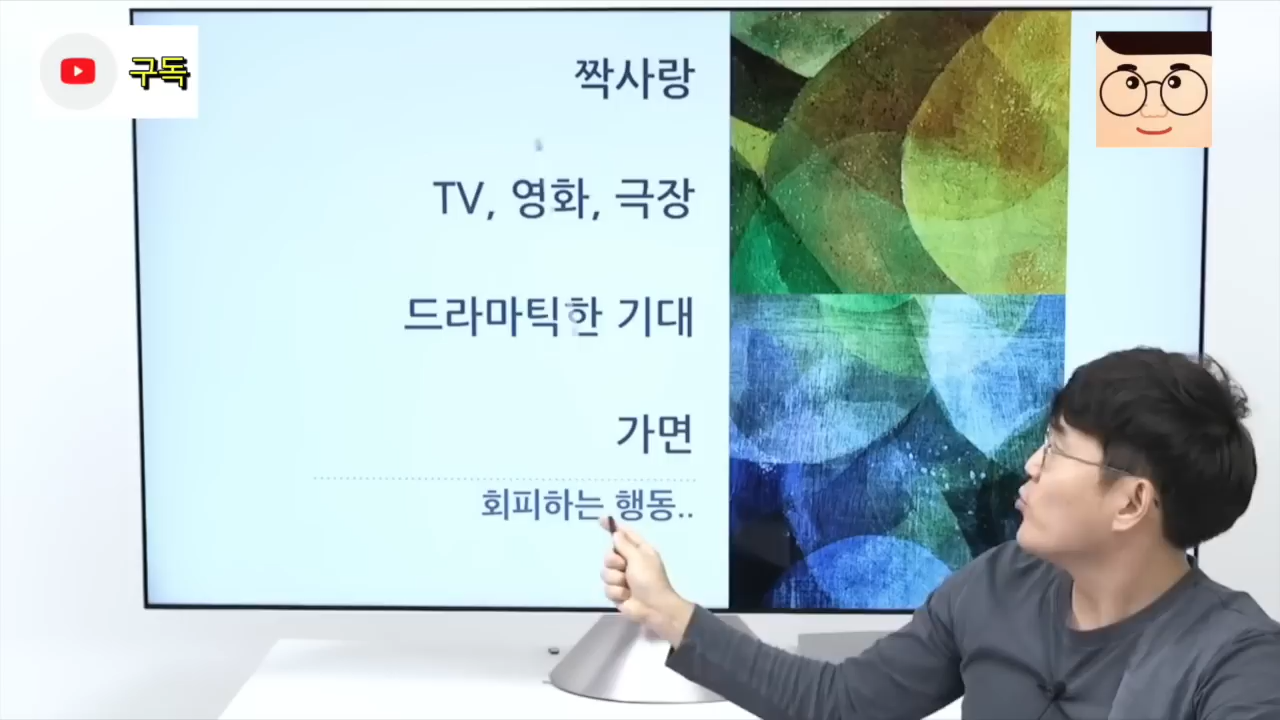 구독
짝사랑
TV, 영화, 극장
드라마틱한 기대
가면
회피하는 행동..